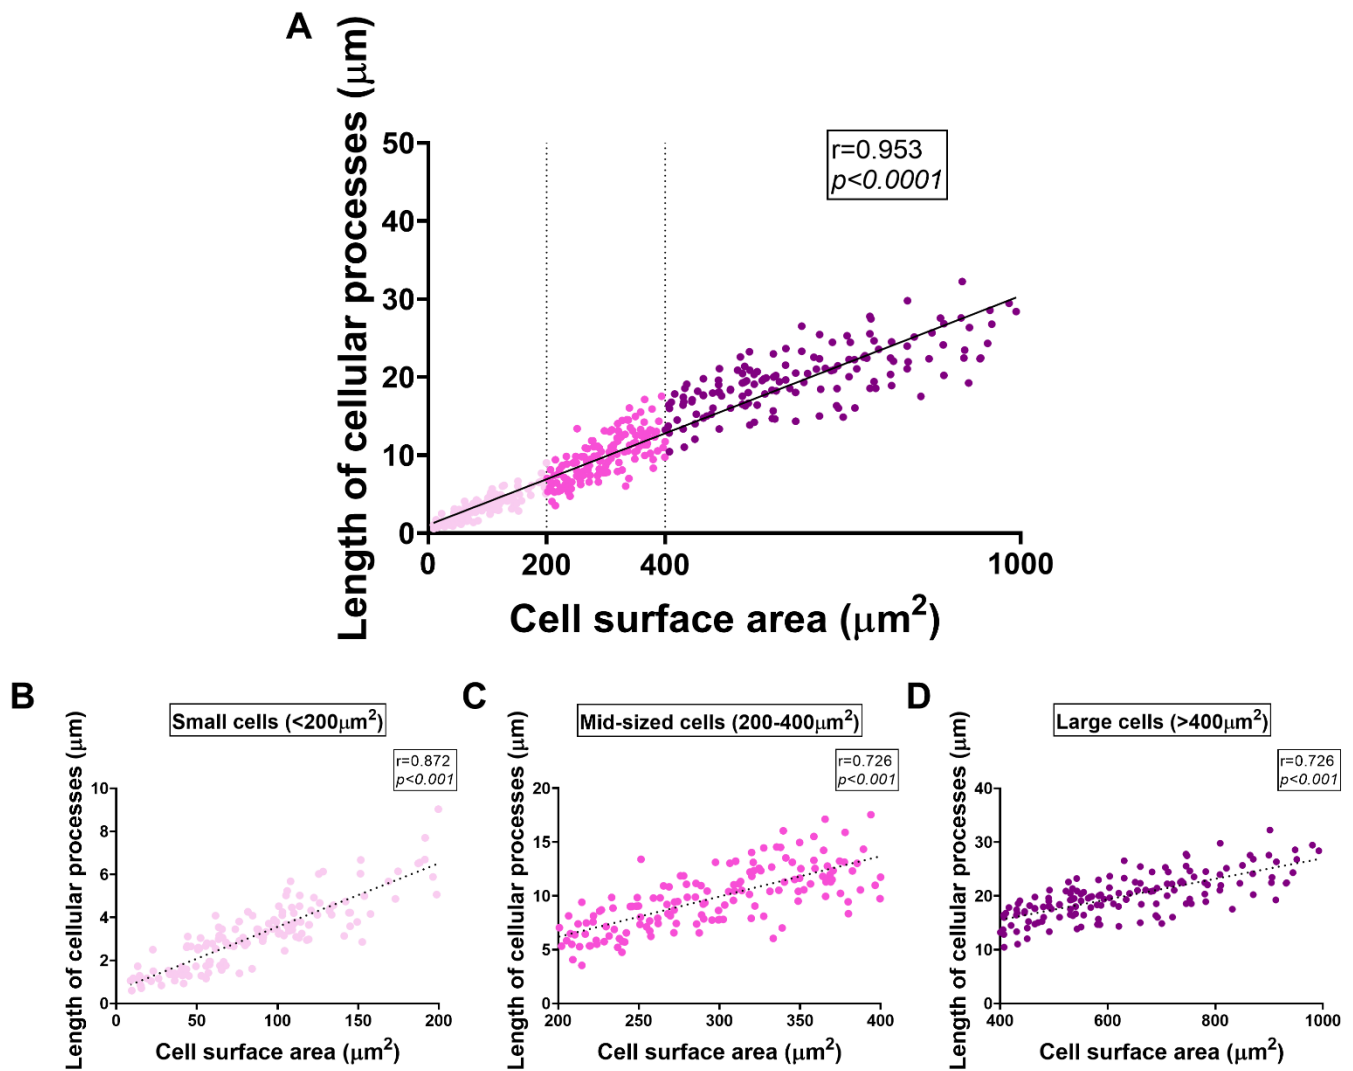 A
Length of cellular processes (μm)
50
40
30
20
10
0
r=0.953
p<0.0001
0 200 400 1000
Cell surface area (μm²)
B
Small cells (<200μm²)
r=0.872
p<0.001
Length of cellular processes (μm)
10
8
6
4
2
0
0 50 100 150 200
Cell surface area (μm²)
C
Mid-sized cells (200-400μm²)
r=0.726
p<0.001
Length of cellular processes (μm)
20
15
10
5
0
200 250 300 350 400
Cell surface area (μm²)
D
Large cells (>400μm²)
r=0.726
p<0.001
Length of cellular processes (μm)
40
30
20
10
0
400 600 800 1000
Cell surface area (μm²)